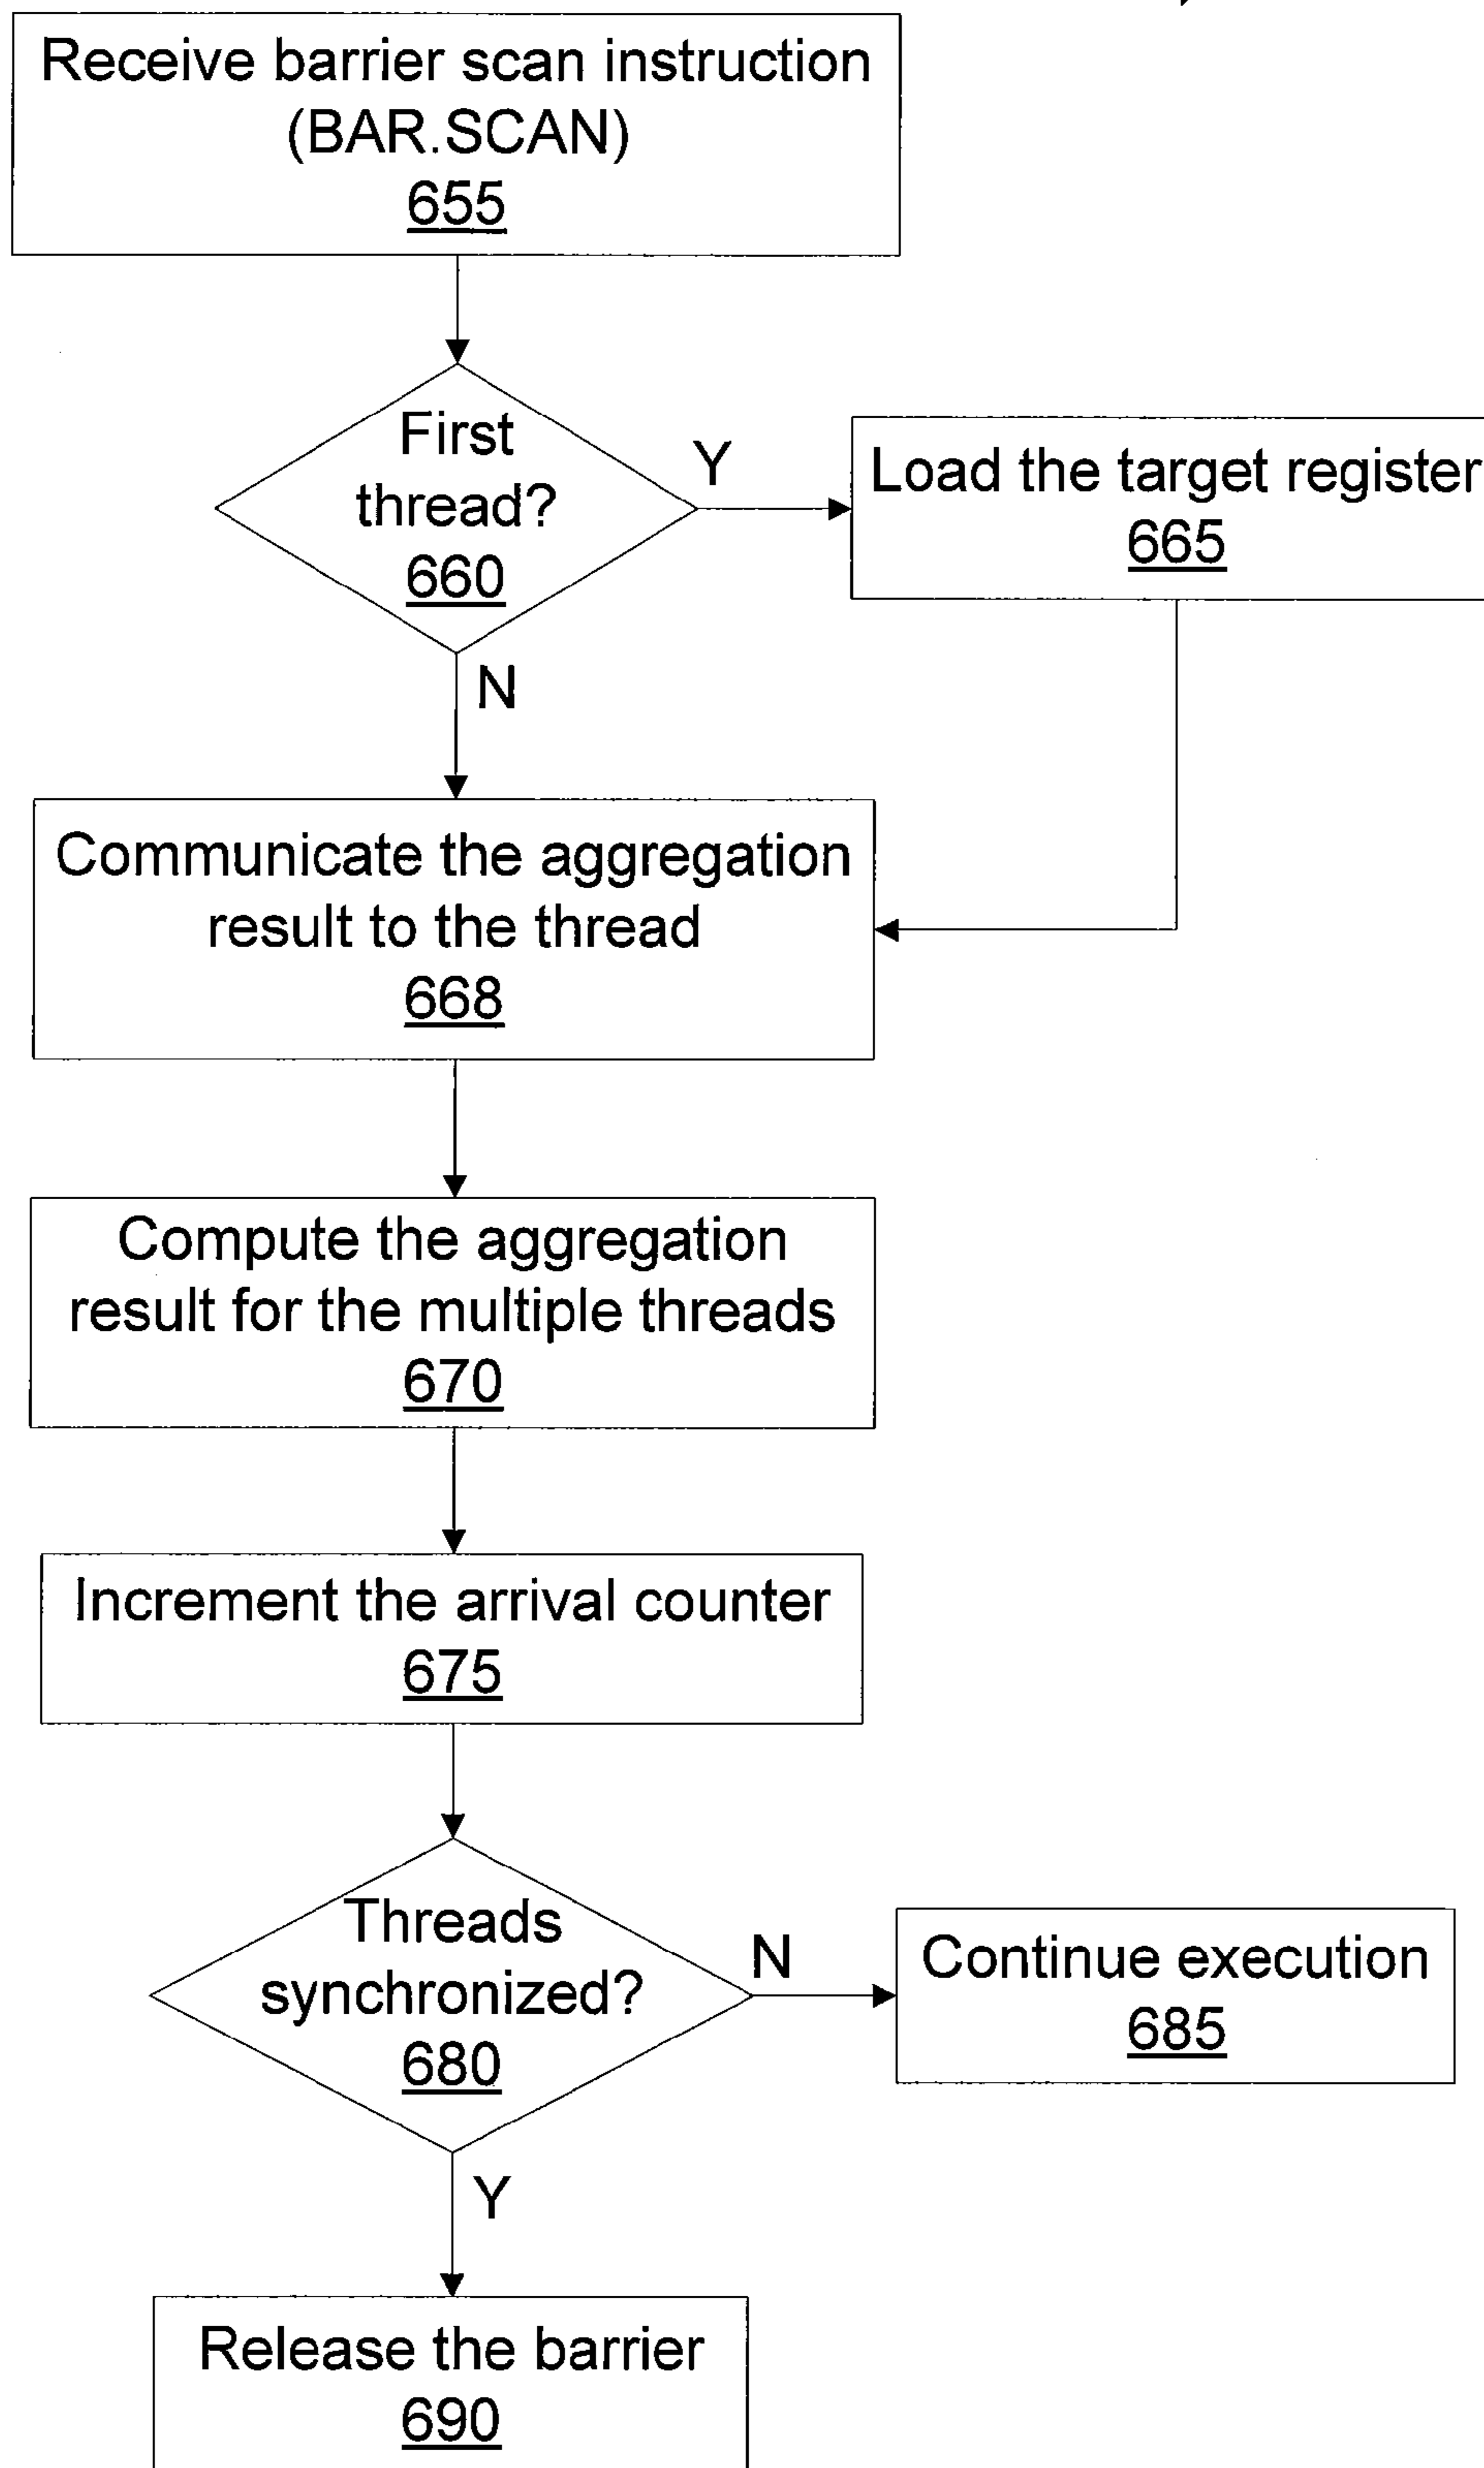 Receive barrier scan instruction
(BAR.SCAN)
655
First
thread?
660
Y
Load the target register
665
N
Communicate the aggregation
result to the thread
668
Compute the aggregation
result for the multiple threads
670
Increment the arrival counter
675
Threads
synchronized?
680
N
Continue execution
685
Y
Release the barrier
690